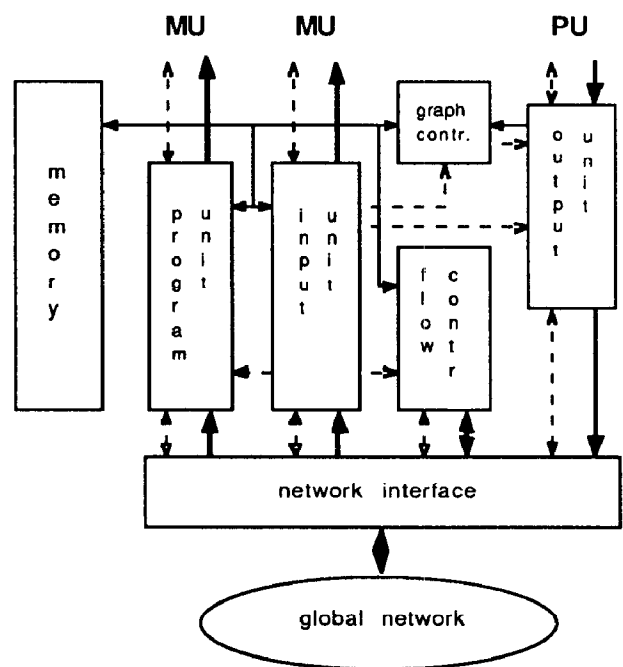 MU MU PU
memory
program unit
input unit
graph contr.
flow contr
output unit
network interface
global network